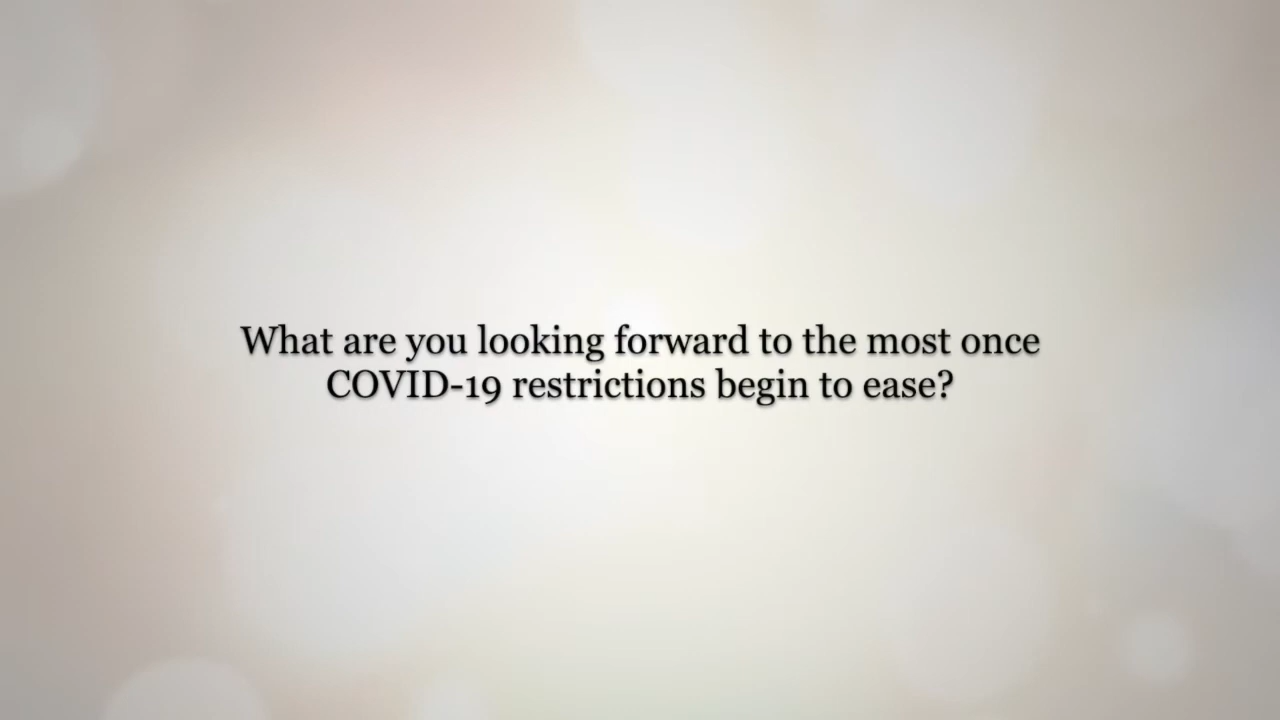 What are you looking forward to the most once
COVID-19 restrictions begin to ease?